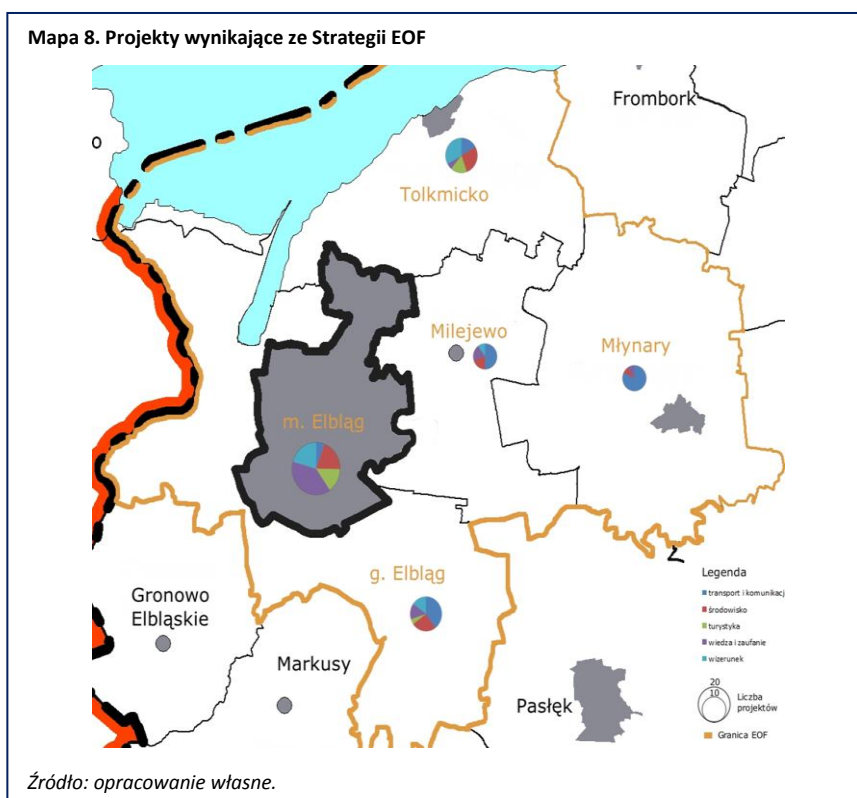 Mapa 8. Projekty wynikające ze Strategii EOF
Frombork
o
Tolkmicko
Milejewo
Młynary
m. Elbląg
g. Elbląg
Gronowo
Elbląskie
Markusy
Pasłęk
Legenda
transport i komunikacj
środowisko
turystyka
wiedza i zaufanie
wizerunek
20
10
Liczba
projektów
Granica EOF
Źródło: opracowanie własne.